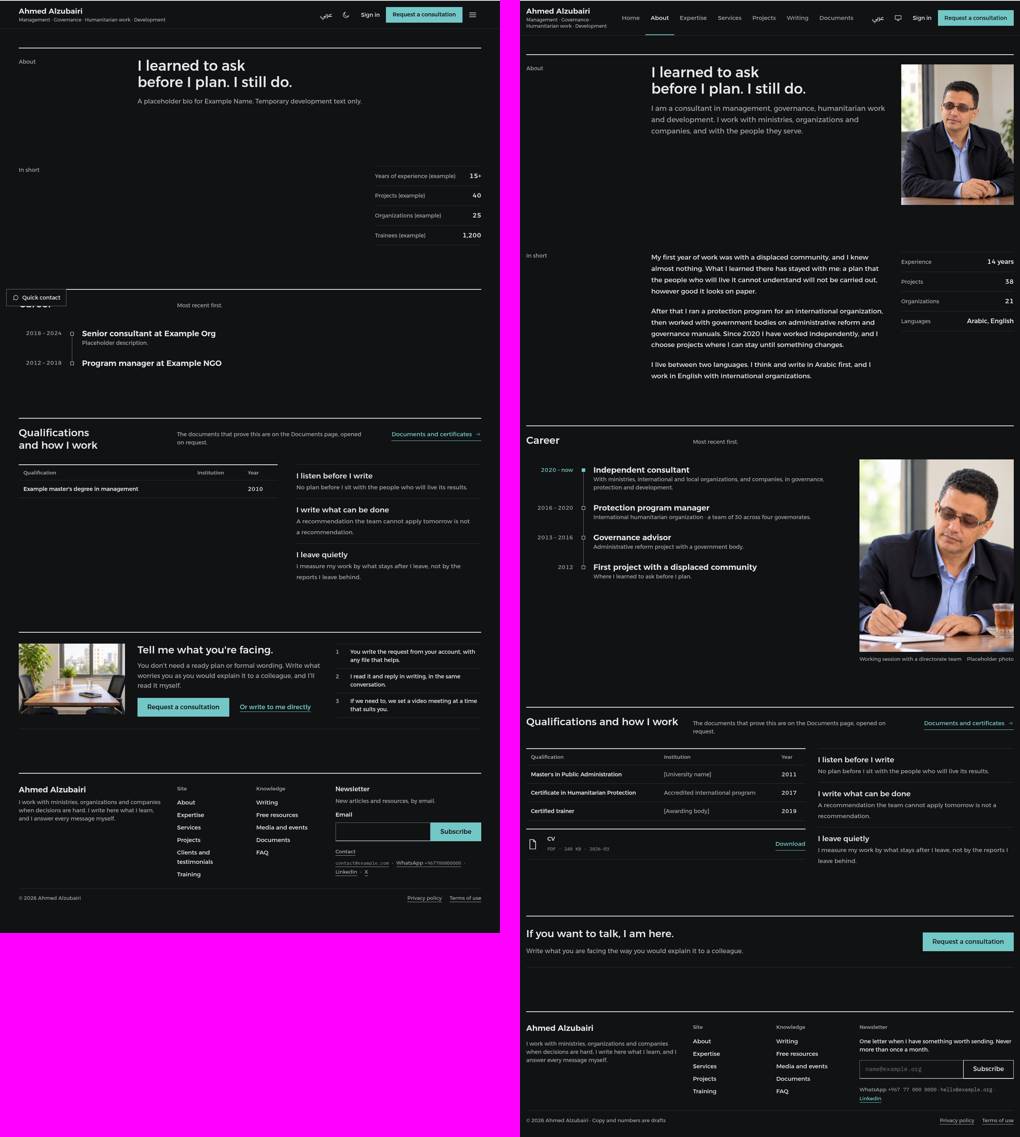 Ahmed Alzubairi
Management · Governance · Humanitarian work · Development
عربي
Sign in
Request a consultation
About
I learned to ask
before I plan. I still do.
A placeholder bio for Example Name. Temporary development text only.
In short
Years of experience (example) 15+
Projects (example) 40
Organizations (example) 25
Trainees (example) 1,200
Quick contact
Most recent first.
2018 – 2024 Senior consultant at Example Org
Placeholder description.
2012 – 2018 Program manager at Example NGO
Qualifications
and how I work
The documents that prove this are on the Documents page, opened
on request.
Documents and certificates →
Qualification Institution Year
Example master's degree in management 2010
I listen before I write
No plan before I sit with the people who will live its results.
I write what can be done
A recommendation the team cannot apply tomorrow is not
a recommendation.
I leave quietly
I measure my work by what stays after I leave, not by the
reports I leave behind.
Tell me what you're facing.
You don't need a ready plan or formal wording. Write what
worries you as you would explain it to a colleague, and I'll
read it myself.
Request a consultation
Or write to me directly
1 You write the request from your account, with
any file that helps.
2 I read it and reply in writing, in the same
conversation.
3 If we need to, we set a video meeting at a time
that suits you.
Ahmed Alzubairi
I work with ministries, organizations and companies
when decisions are hard. I write here what I learn,
and I answer every message myself.
Site
About
Expertise
Services
Projects
Clients and
testimonials
Training
Knowledge
Writing
Free resources
Media and events
Documents
FAQ
Newsletter
New articles and resources, by email.
Email
Subscribe
Contact
contact@example.com · WhatsApp +967700000000 ·
LinkedIn · X
© 2026 Ahmed Alzubairi
Privacy policy
Terms of use
Ahmed Alzubairi
Management · Governance ·
Humanitarian work · Development
Home
About
Expertise
Services
Projects
Writing
Documents
عربي
Sign in
Request a consultation
About
I learned to ask
before I plan. I still do.
I am a consultant in management, governance, humanitarian work
and development. I work with ministries, organizations and
companies, and with the people they serve.
In short
My first year of work was with a displaced community, and I knew
almost nothing. What I learned there has stayed with me: a plan that
the people who will live it cannot understand will not be carried out,
however good it looks on paper.
After that I ran a protection program for an international organization,
then worked with government bodies on administrative reform and
governance manuals. Since 2020 I have worked independently, and I
choose projects where I can stay until something changes.
I live between two languages. I think and write in Arabic first, and I
work in English with international organizations.
Experience 14 years
Projects 38
Organizations 21
Languages Arabic, English
Career
Most recent first.
2020 – now Independent consultant
With ministries, international and local organizations, and companies, in governance,
protection and development.
2016 – 2020 Protection program manager
International humanitarian organization · a team of 30 across four governorates.
2013 – 2016 Governance advisor
Administrative reform project with a government body.
2012 First project with a displaced community
Where I learned to ask before I plan.
Working session with a directorate team Placeholder photo
Qualifications and how I work
The documents that prove this are on the Documents page, opened on
request.
Documents and certificates →
Qualification Institution Year
Master's in Public Administration [University name] 2011
Certificate in Humanitarian Protection Accredited international program 2017
Certified trainer [Awarding body] 2019
CV
PDF · 240 KB · 2026-03
Download
I listen before I write
No plan before I sit with the people who will live its results.
I write what can be done
A recommendation the team cannot apply tomorrow is not a
recommendation.
I leave quietly
I measure my work by what stays after I leave, not by the reports I
leave behind.
If you want to talk, I am here.
Write what you are facing the way you would explain it to a colleague.
Request a consultation
Ahmed Alzubairi
I work with ministries, organizations and companies
when decisions are hard. I write here what I learn, and I
answer every message myself.
Site
About
Expertise
Services
Projects
Training
Knowledge
Writing
Free resources
Media and events
Documents
FAQ
Newsletter
One letter when I have something worth sending. Never
more than once a month.
name@example.org
Subscribe
WhatsApp +967 77 000 0000 · hello@example.org ·
LinkedIn
© 2026 Ahmed Alzubairi · Copy and numbers are drafts
Privacy policy
Terms of use